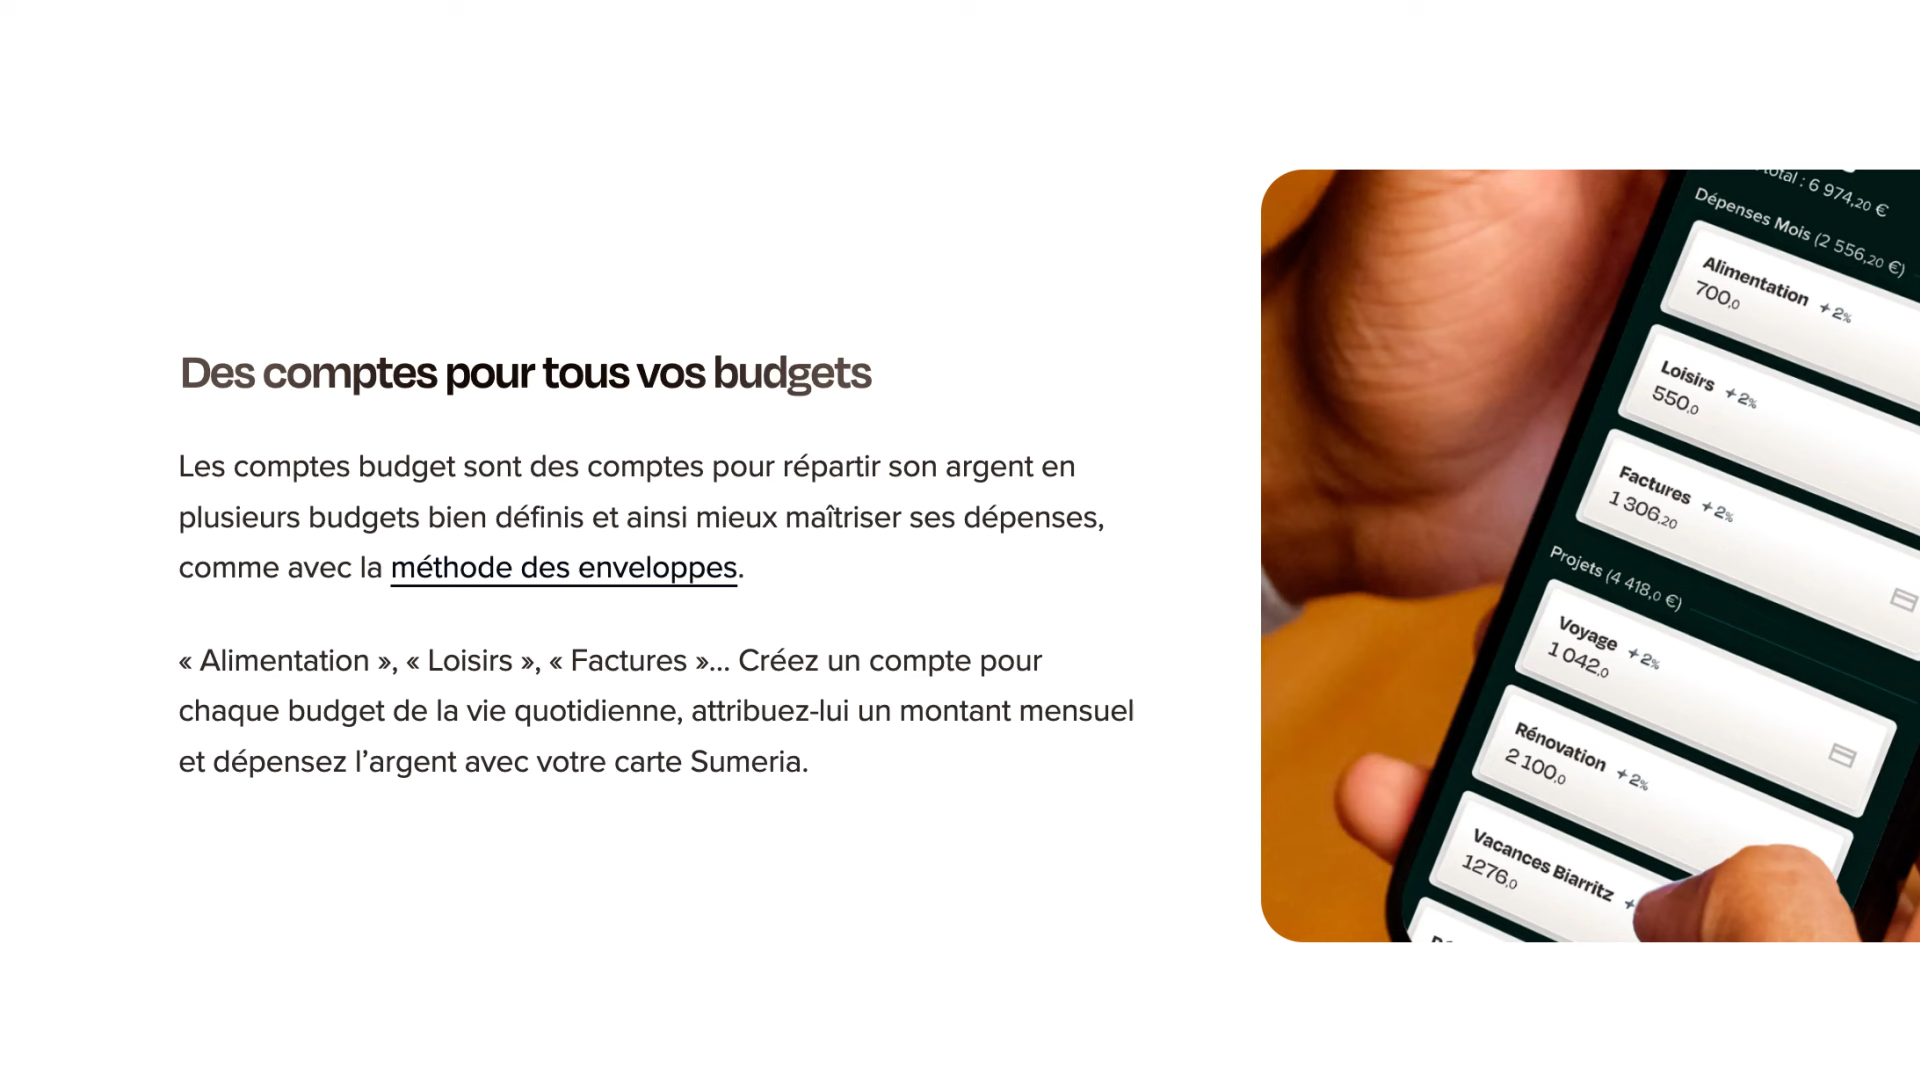 Des comptes pour tous vos budgets
Les comptes budget sont des comptes pour répartir son argent en
plusieurs budgets bien définis et ainsi mieux maîtriser ses dépenses,
comme avec la méthode des enveloppes.
« Alimentation », « Loisirs », « Factures »... Créez un compte pour
chaque budget de la vie quotidienne, attribuez-lui un montant mensuel
et dépensez l’argent avec votre carte Sumeria.
total : 6 974,20 €
Dépenses Mois (2 556,20 €)
Alimentation +2%
700,0
Loisirs +2%
550,0
Factures +2%
1 306,20
Projets (4 418,0 €)
Voyage +2%
1 042,0
Rénovation +2%
2 100,0
Vacances Biarritz +
1276,0